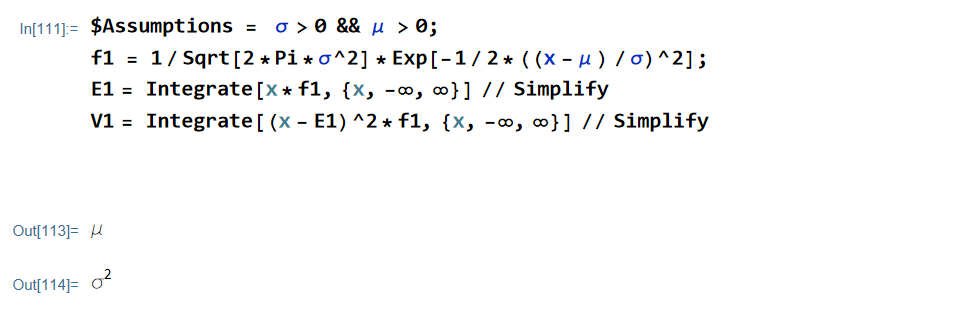 In[111]:= $Assumptions = σ > 0 && μ > 0;
f1 = 1/Sqrt[2*Pi*σ^2]*Exp[-1/2*((x-μ)/σ)^2];
E1 = Integrate[x*f1, {x, -∞, ∞}] // Simplify
V1 = Integrate[(x-E1)^2*f1, {x, -∞, ∞}] // Simplify
Out[113]= μ
Out[114]= σ²